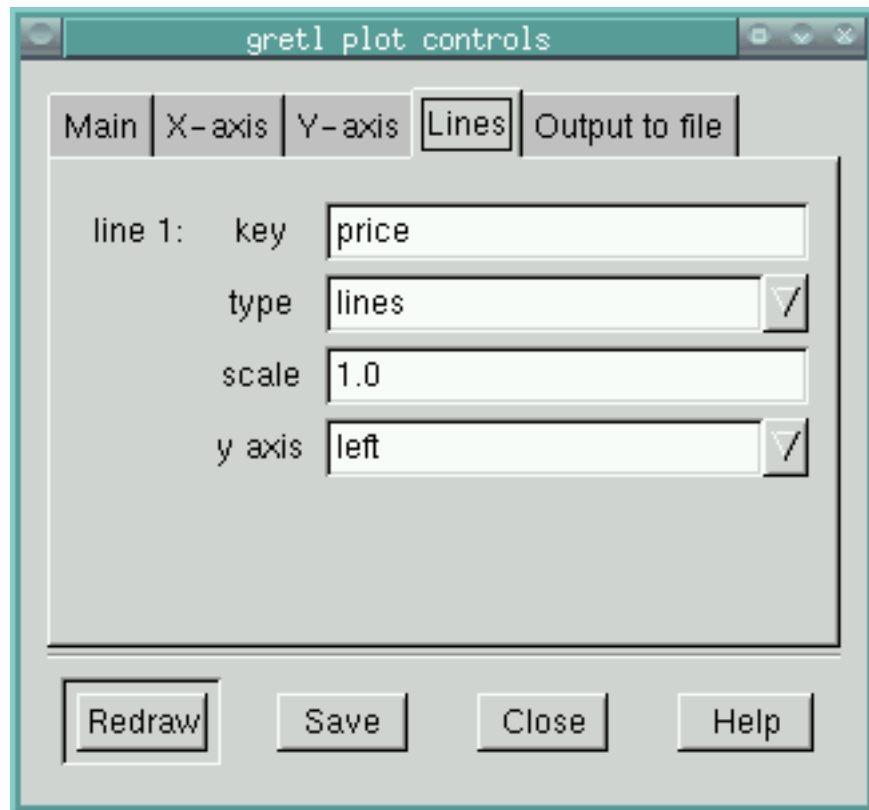 gretl plot controls
Main X-axis Y-axis Lines Output to file
line 1: key price
type lines
scale 1.0
y axis left
Redraw Save Close Help